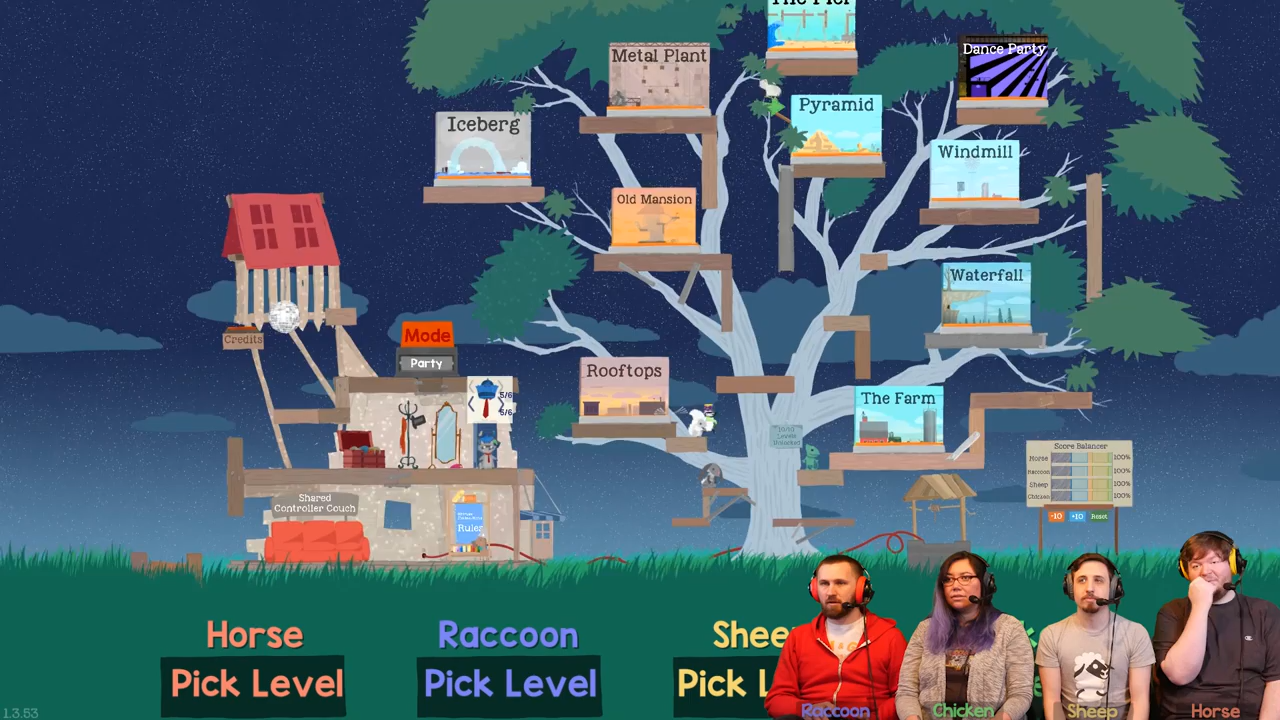 The Pier
Metal Plant
Dance Party
Pyramid
Iceberg
Windmill
Old Mansion
Waterfall
Credits
Mode
Party
Rooftops
5/6
5/6
The Farm
Levels
Unlocked
Score Balancer
Horse 100%
Raccoon 100%
Sheep 100%
Chicken 100%
-10 +10 Reset
Shared
Controller Couch
Rules
Horse
Raccoon
Shee
Pick Level
Pick Level
Pick L
Raccoon
Chicken
Sheep
Horse
1.3.53